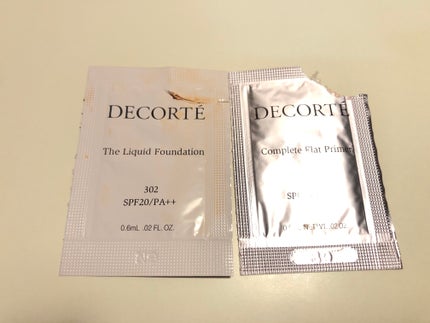 DECORTÉ
The Liquid Foundation
302
SPF20/PA++
0.6mL .02 FL. OZ.
DECORTÉ
Complete Flat Primer